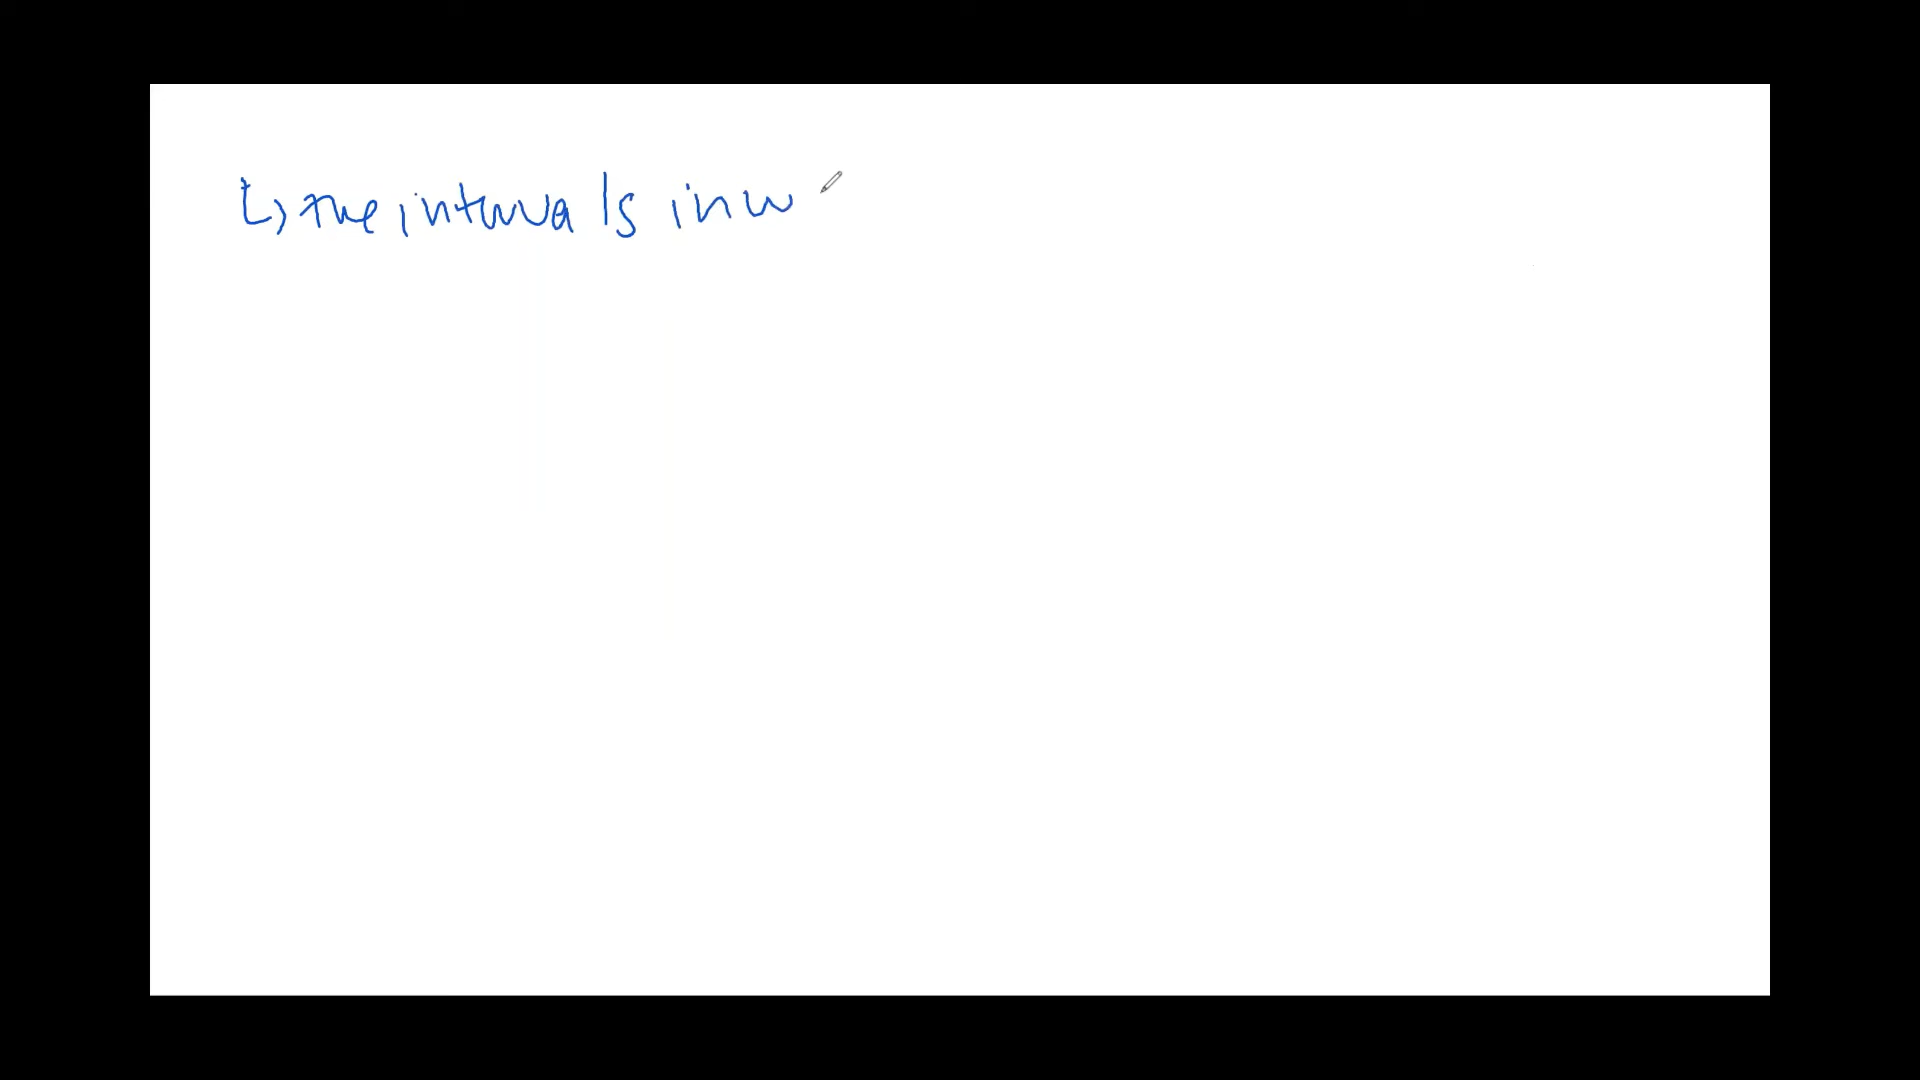 ↳ the intervals in w